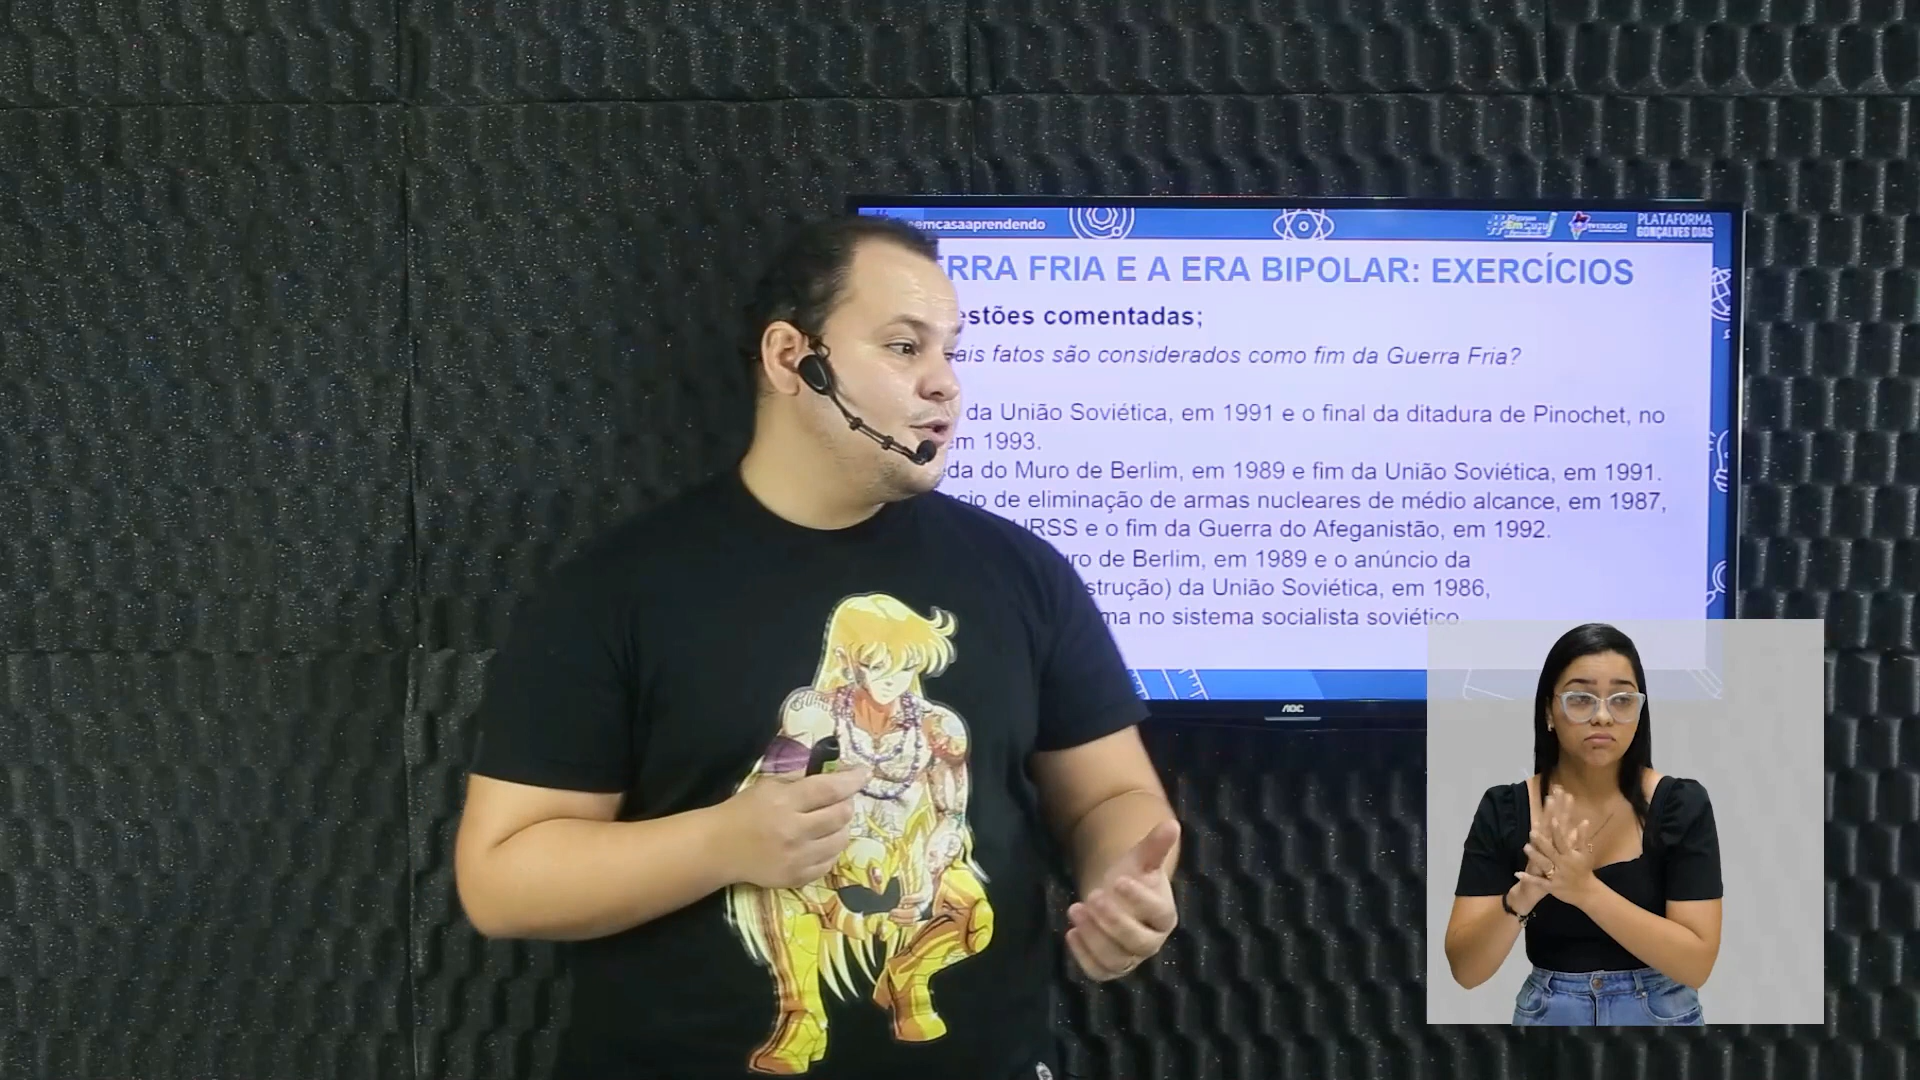 emcasaaprendendo
PLATAFORMA
GONÇALVES DIAS
ERRA FRIA E A ERA BIPOLAR: EXERCÍCIOS
estões comentadas;
ais fatos são considerados como fim da Guerra Fria?
da União Soviética, em 1991 e o final da ditadura de Pinochet, no
em 1993.
eda do Muro de Berlim, em 1989 e fim da União Soviética, em 1991.
cio de eliminação de armas nucleares de médio alcance, em 1987,
URSS e o fim da Guerra do Afeganistão, em 1992.
uro de Berlim, em 1989 e o anúncio da
strução) da União Soviética, em 1986,
ma no sistema socialista soviético.
AOC